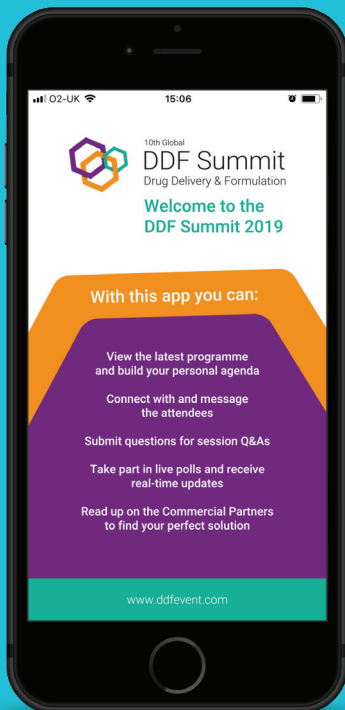 O2-UK 15:06
10th Global
DDF Summit
Drug Delivery & Formulation
Welcome to the
DDF Summit 2019
With this app you can:
View the latest programme
and build your personal agenda
Connect with and message
the attendees
Submit questions for session Q&As
Take part in live polls and receive
real-time updates
Read up on the Commercial Partners
to find your perfect solution
www.ddfevent.com